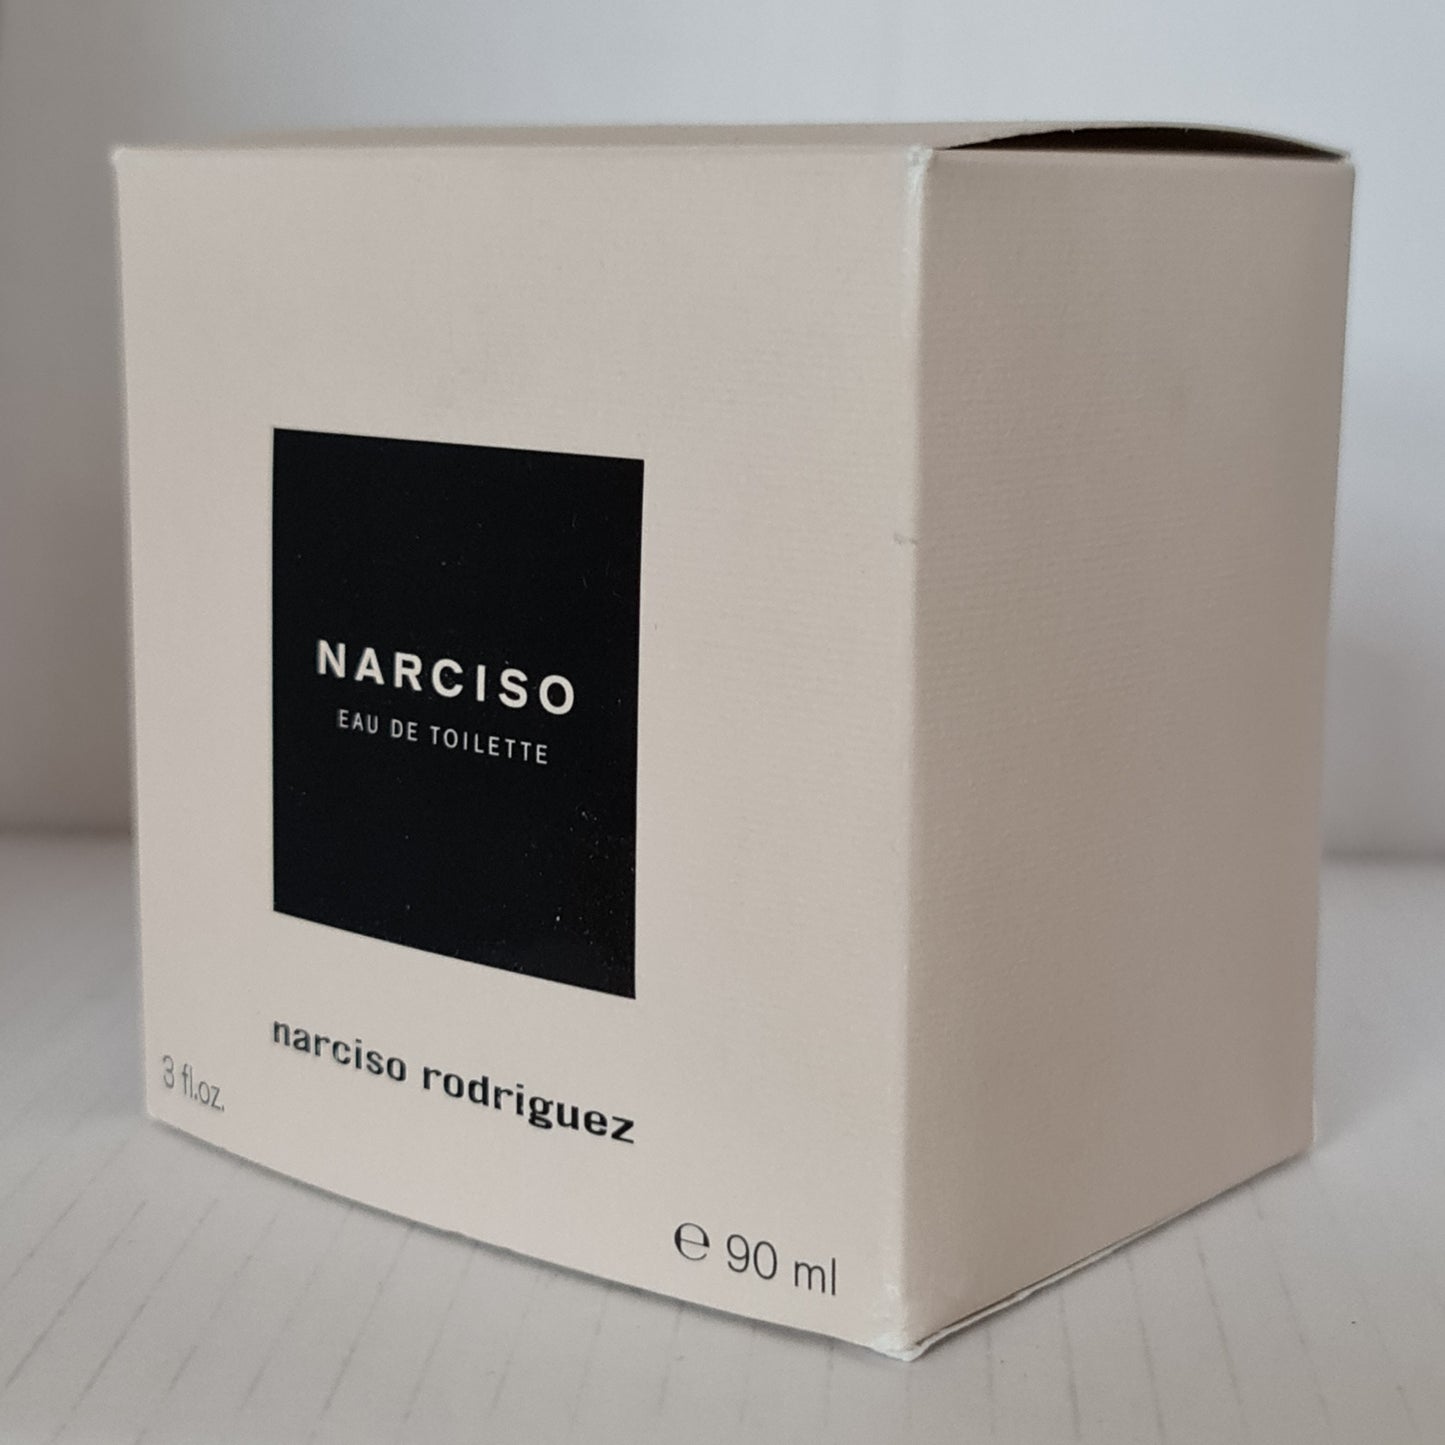 NARCISO
EAU DE TOILETTE
narciso rodriguez
3 fl.oz.
℮ 90 ml